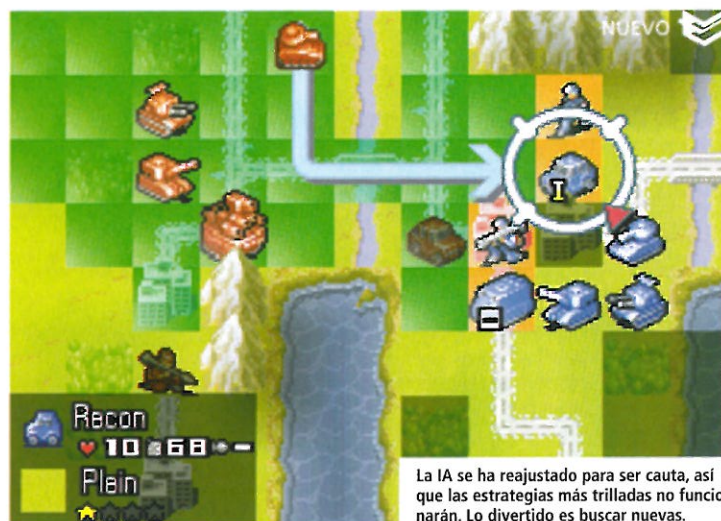 NUEVO
I
Recon
10 68 -
Plain
La IA se ha reajustado para ser cauta, así
que las estrategias más trilladas no funcio
narán. Lo divertido es buscar nuevas.